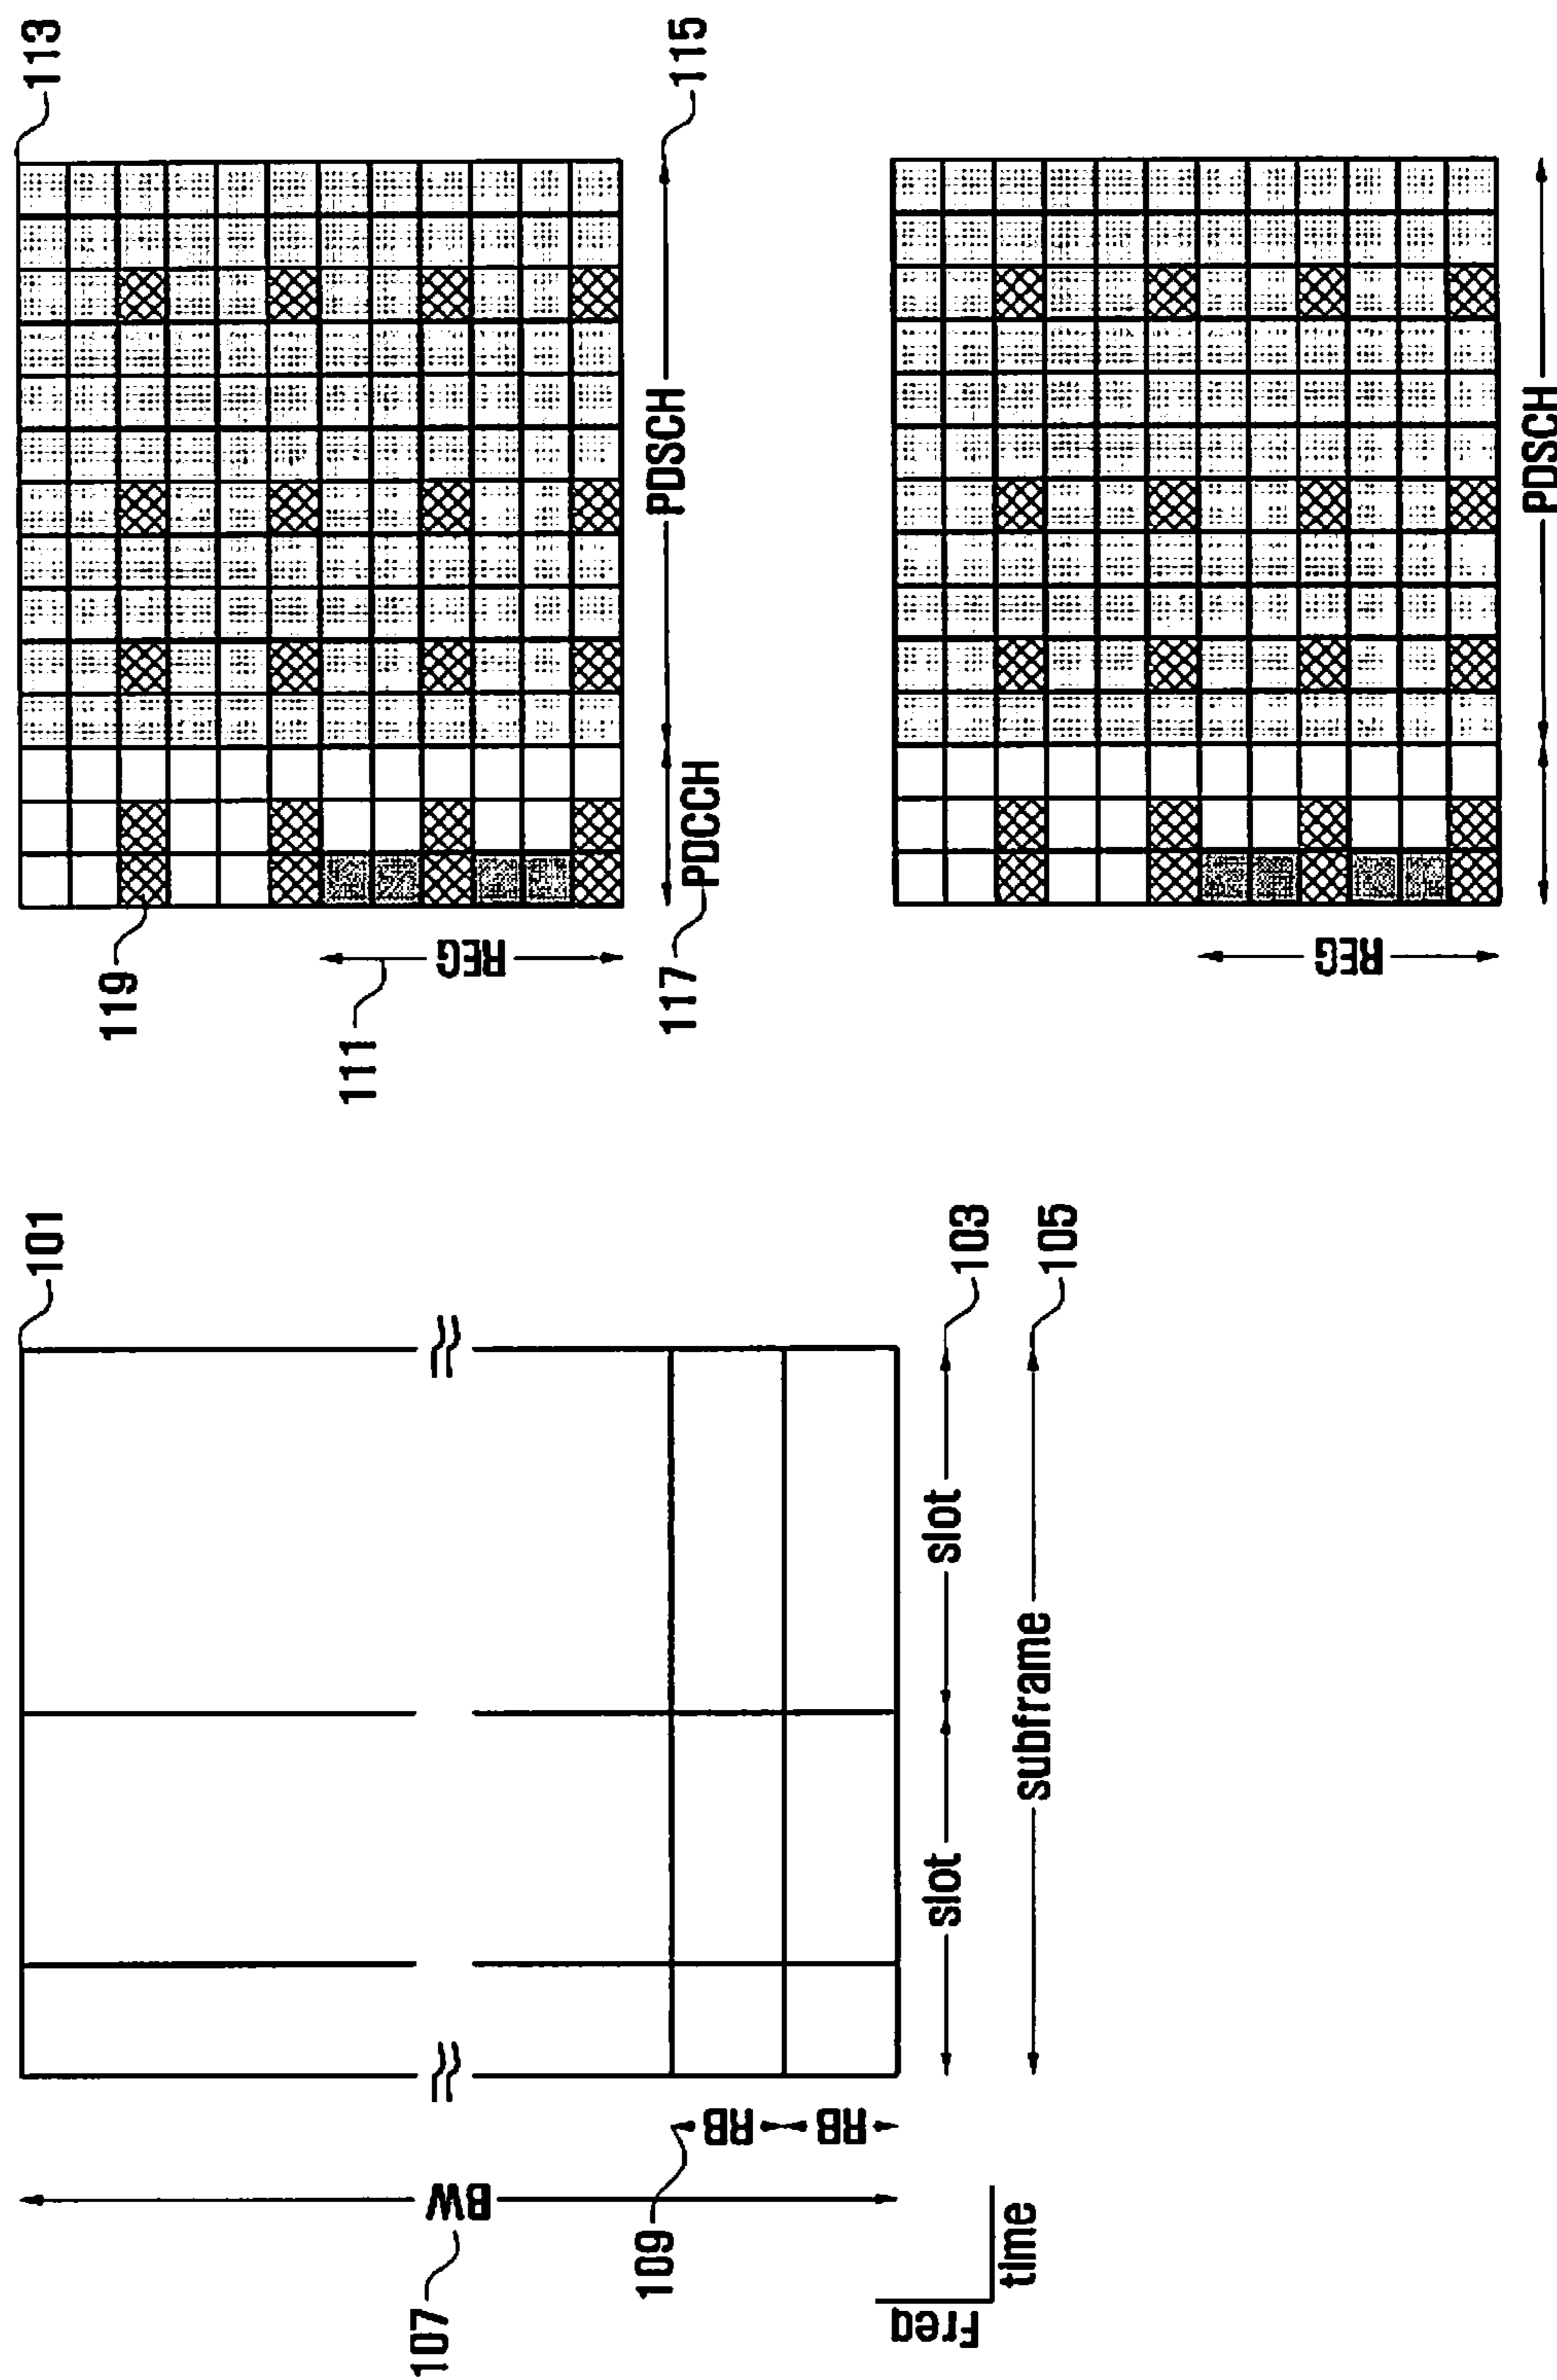 101
107
BW
109
RB
RB
slot
slot
103
subframe
105
Freq
time
113
119
111
REG
PDCCH
PDSCH
115
117
REG
PDSCH